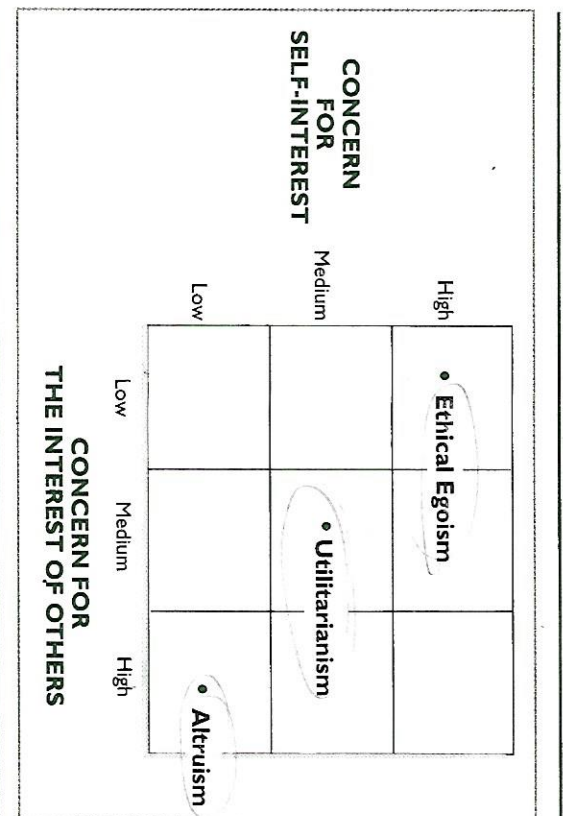 CONCERN
FOR
SELF-INTEREST
High
Medium
Low
• Ethical Egoism
• Utilitarianism
• Altruism
Low
Medium
High
CONCERN FOR
THE INTEREST OF OTHERS